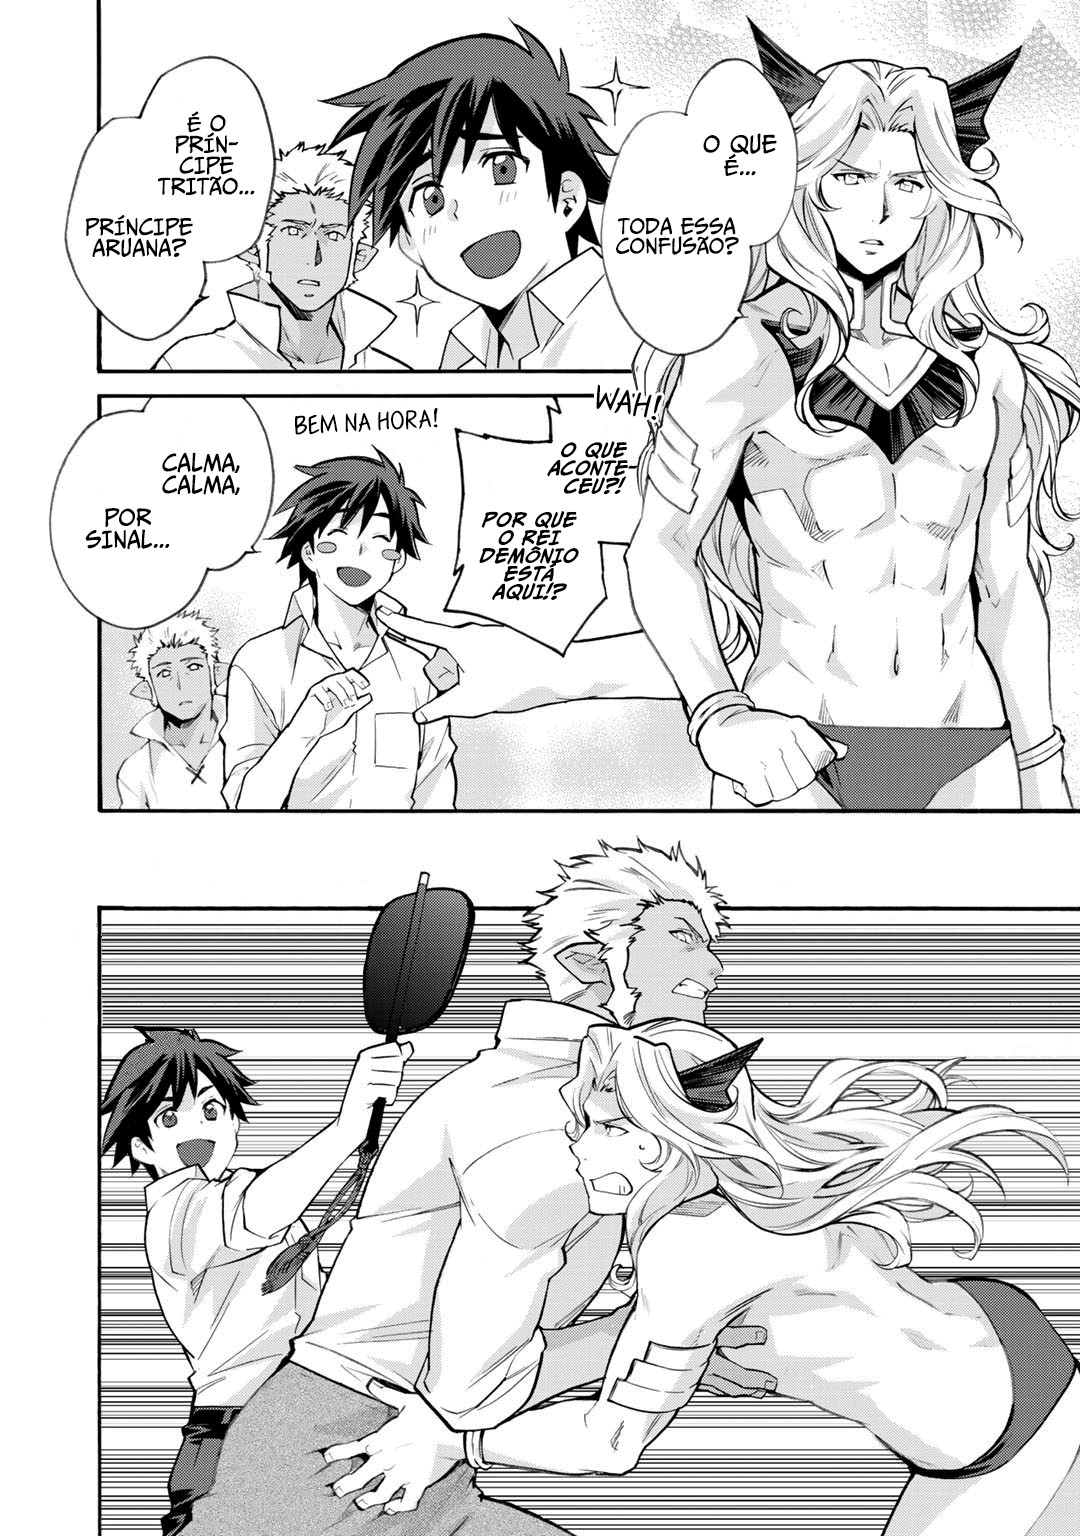 O QUE
É...
TODA ESSA
CONFUSÃO?
É O
PRÍN-
CIPE
TRITÃO...
PRÍNCIPE
ARUANA?
WAH!
O QUE
ACONTE-
CEU?!
POR QUE
O REI
DEMÔNIO
ESTÁ
AQUI!?
BEM NA HORA!
CALMA,
CALMA,
POR
SINAL...